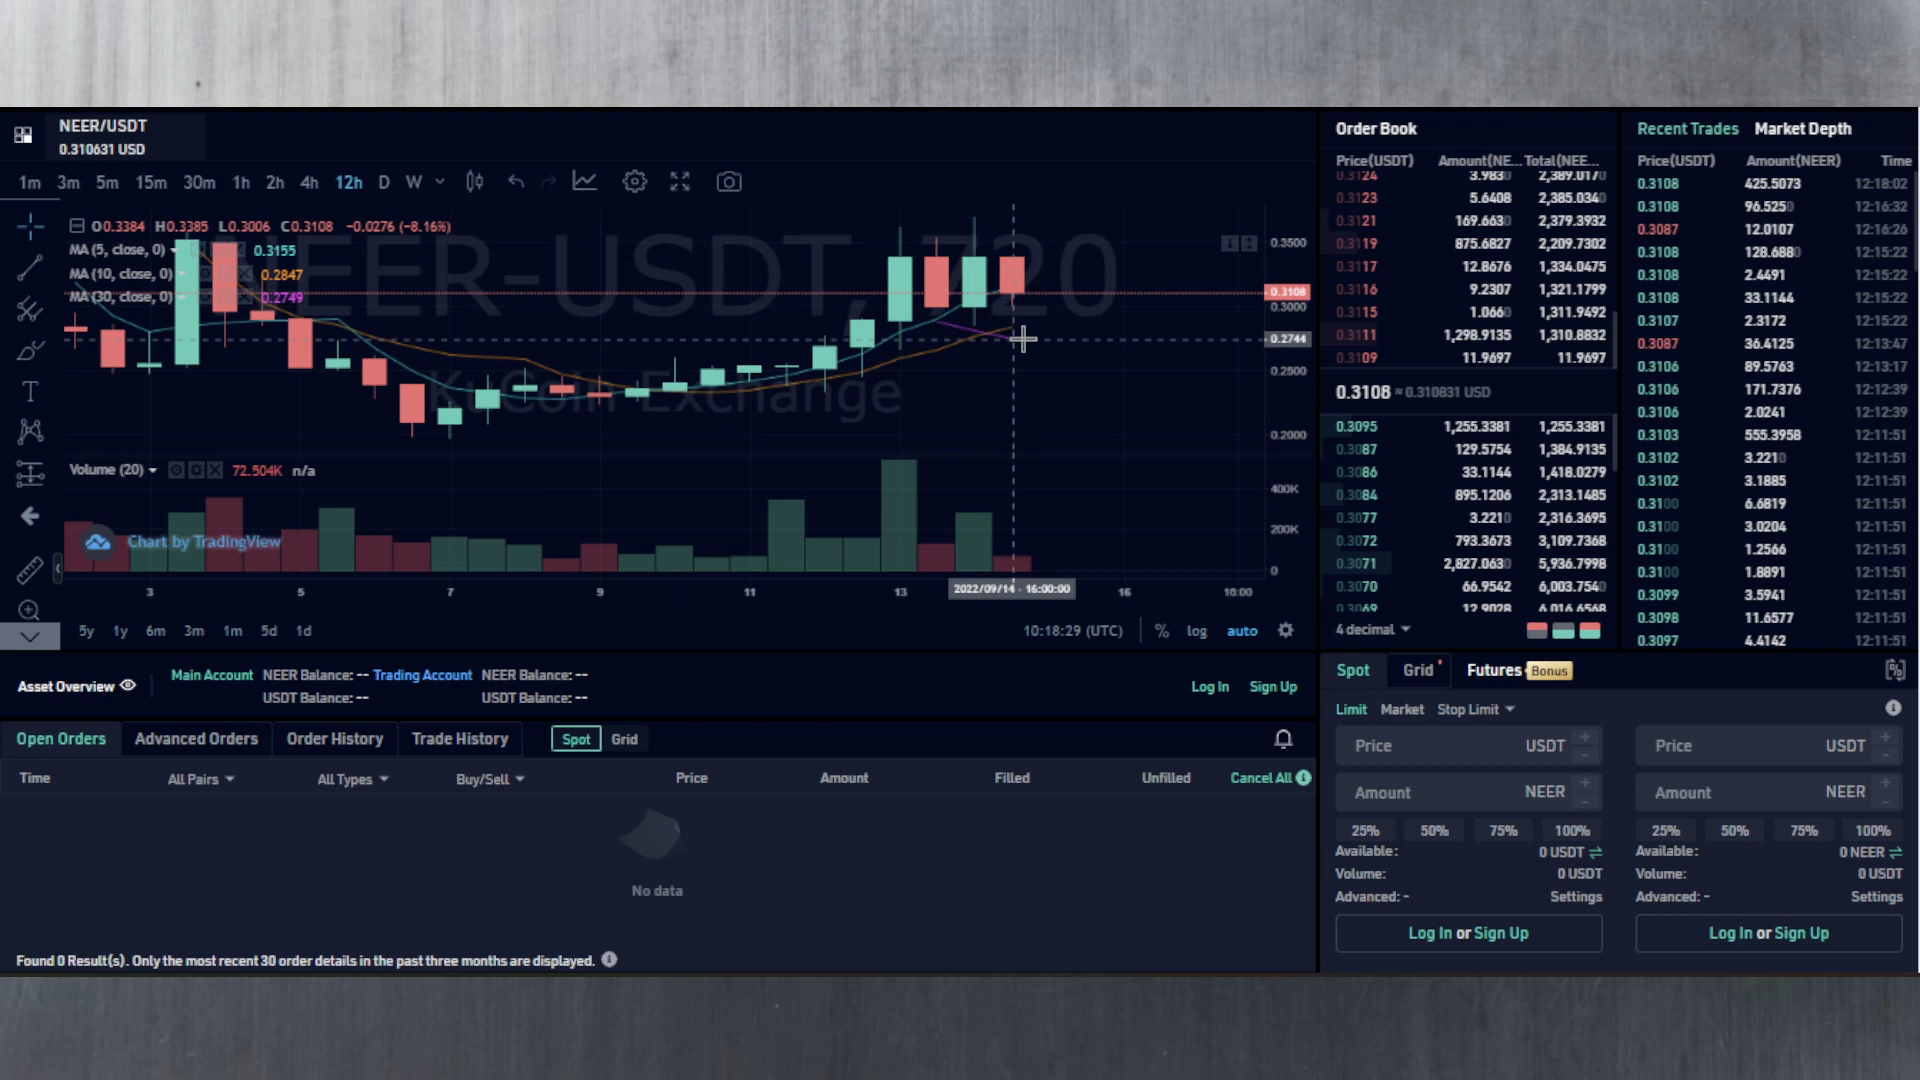 NEER/USDT
0.310631 USD
1m 3m 5m 15m 30m 1h 2h 4h 12h D W
O0.3384 H0.3385 L0.3006 C0.3108 -0.0276 (-8.16%)
MA (5, close, 0) 0.3155
MA (10, close, 0) 0.2847
MA (30, close, 0) 0.2749
NEER-USDT, 720
KuCoin Exchange
0.3500
0.3108
0.3000
0.2744
0.2500
0.2000
Volume (20) 72.504K n/a
400K
200K
0
Chart by TradingView
3 5 7 9 11 13 2022/09/14 - 16:00:00 16 16:00
5y 1y 6m 3m 1m 5d 1d
10:18:29 (UTC) % log auto
Order Book
Price(USDT) Amount(NE... Total(NEE...
0.3124 3.9830 2,389.0170
0.3123 5.6408 2,385.0340
0.3121 169.6630 2,379.3932
0.3119 875.6827 2,209.7302
0.3117 12.8676 1,334.0475
0.3116 9.2307 1,321.1799
0.3115 1.0660 1,311.9492
0.3111 1,298.9135 1,310.8832
0.3109 11.9697 11.9697
0.3108 ≈ 0.310831 USD
0.3095 1,255.3381 1,255.3381
0.3087 129.5754 1,384.9135
0.3086 33.1144 1,418.0279
0.3084 895.1206 2,313.1485
0.3077 3.2210 2,316.3695
0.3072 793.3673 3,109.7368
0.3071 2,827.0630 5,936.7998
0.3070 66.9542 6,003.7540
0.3069 12.9028 6,016.6568
4 decimal
Recent Trades Market Depth
Price(USDT) Amount(NEER) Time
0.3108 425.5073 12:18:02
0.3108 96.5250 12:16:32
0.3087 12.0107 12:16:26
0.3108 128.6880 12:15:22
0.3108 2.4491 12:15:22
0.3108 33.1144 12:15:22
0.3107 2.3172 12:15:22
0.3087 36.4125 12:13:47
0.3106 89.5763 12:13:17
0.3106 171.7376 12:12:39
0.3106 2.0241 12:12:39
0.3103 555.3958 12:11:51
0.3102 3.2210 12:11:51
0.3102 3.1885 12:11:51
0.3100 6.6819 12:11:51
0.3100 3.0204 12:11:51
0.3100 1.2566 12:11:51
0.3100 1.8891 12:11:51
0.3099 3.5941 12:11:51
0.3098 11.6577 12:11:51
0.3097 4.4142 12:11:51
Asset Overview
Main Account NEER Balance: -- Trading Account NEER Balance: --
USDT Balance: -- USDT Balance: --
Log In Sign Up
Open Orders Advanced Orders Order History Trade History Spot Grid
Time All Pairs All Types Buy/Sell Price Amount Filled Unfilled Cancel All
No data
Found 0 Result(s). Only the most recent 30 order details in the past three months are displayed.
Spot Grid Futures Bonus
Limit Market Stop Limit
Price USDT Price USDT
Amount NEER Amount NEER
25% 50% 75% 100% 25% 50% 75% 100%
Available: 0 USDT Available: 0 NEER
Volume: 0 USDT Volume: 0 USDT
Advanced: - Settings Advanced: - Settings
Log In or Sign Up Log In or Sign Up